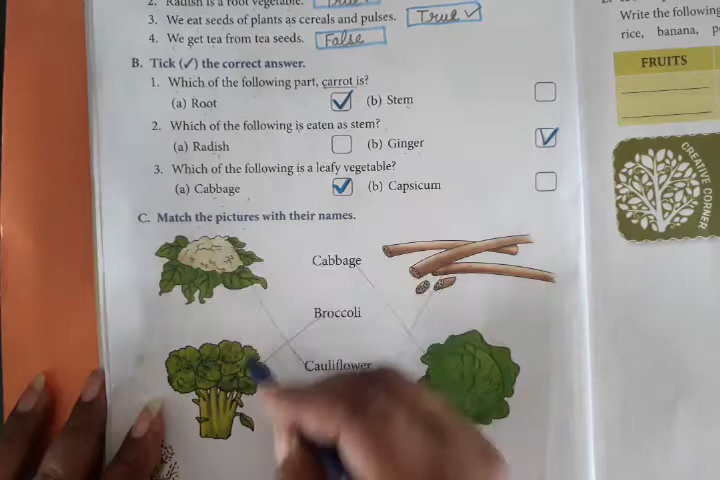 2. Radish is a root vegetable. True ✓
3. We eat seeds of plants as cereals and pulses. True ✓
4. We get tea from tea seeds. False
B. Tick (✓) the correct answer.
1. Which of the following part, carrot is?
(a) Root ✓ (b) Stem
2. Which of the following is eaten as stem?
(a) Radish (b) Ginger ✓
3. Which of the following is a leafy vegetable?
(a) Cabbage ✓ (b) Capsicum
C. Match the pictures with their names.
Cabbage
Broccoli
Cauliflower
Write the following
rice, banana,
FRUITS
CREATIVE CORNER